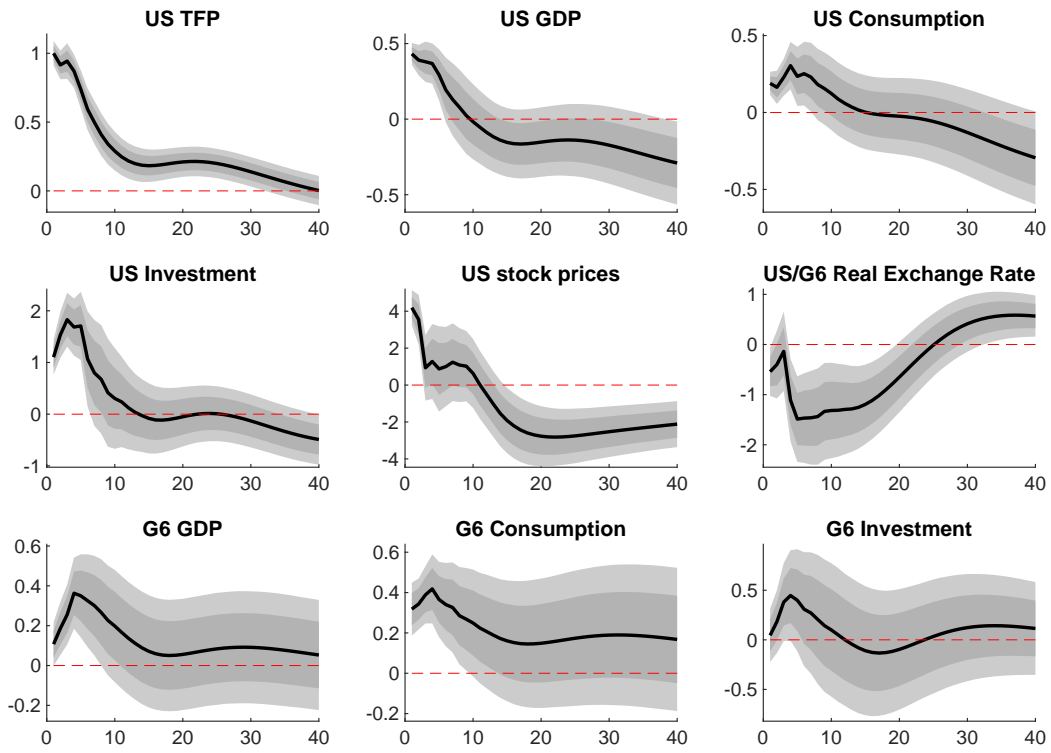 US TFP
1
0.5
0
0 10 20 30 40
US GDP
0.5
0
-0.5
0 10 20 30 40
US Consumption
0.5
0
-0.5
0 10 20 30 40
US Investment
2
1
0
-1
0 10 20 30 40
US stock prices
4
2
0
-2
-4
0 10 20 30 40
US/G6 Real Exchange Rate
1
0
-1
-2
0 10 20 30 40
G6 GDP
0.6
0.4
0.2
0
-0.2
0 10 20 30 40
G6 Consumption
0.6
0.4
0.2
0
-0.2
0 10 20 30 40
G6 Investment
1
0.5
0
-0.5
0 10 20 30 40